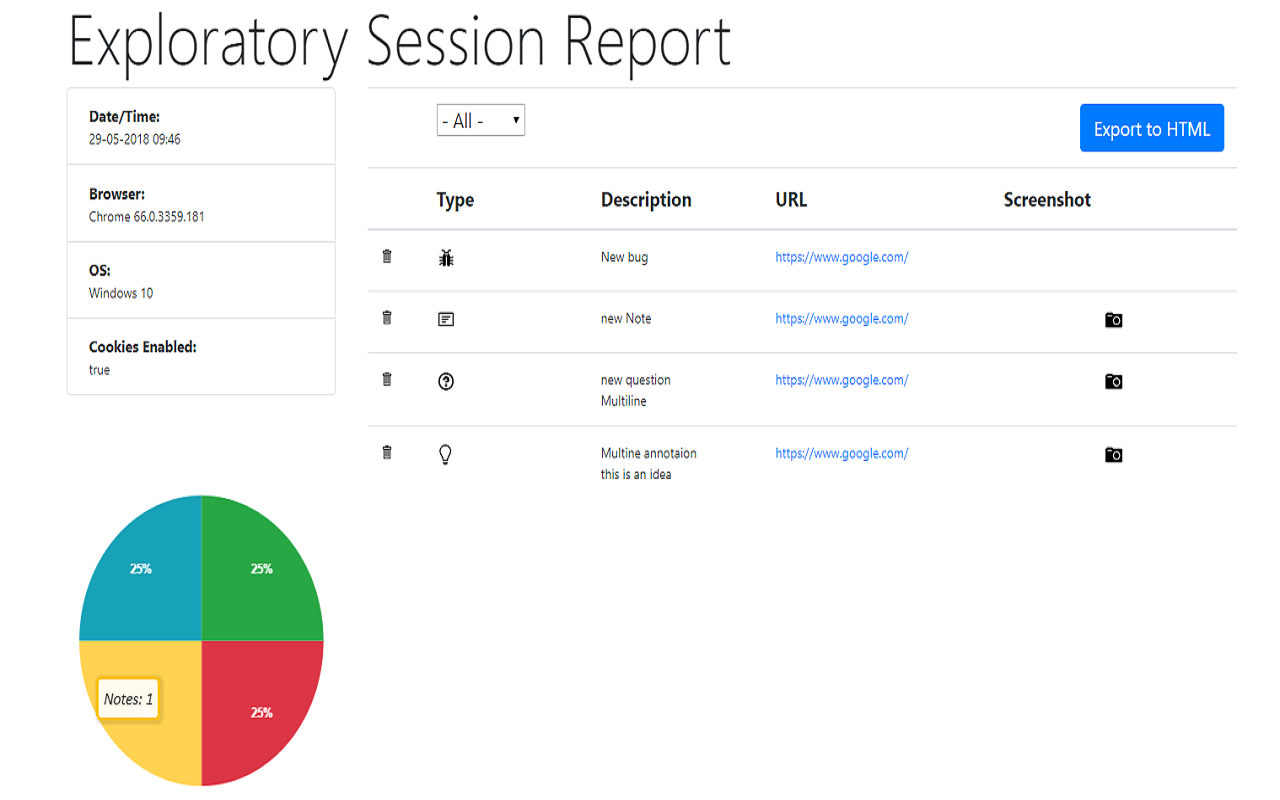 Exploratory Session Report
Date/Time:
29-05-2018 09:46
Browser:
Chrome 66.0.3359.181
OS:
Windows 10
Cookies Enabled:
true
- All -
Export to HTML
Type Description URL Screenshot
New bug https://www.google.com/
new Note https://www.google.com/
new question https://www.google.com/
Multiline
Multine annotaion https://www.google.com/
this is an idea
25% 25%
Notes: 1
25%